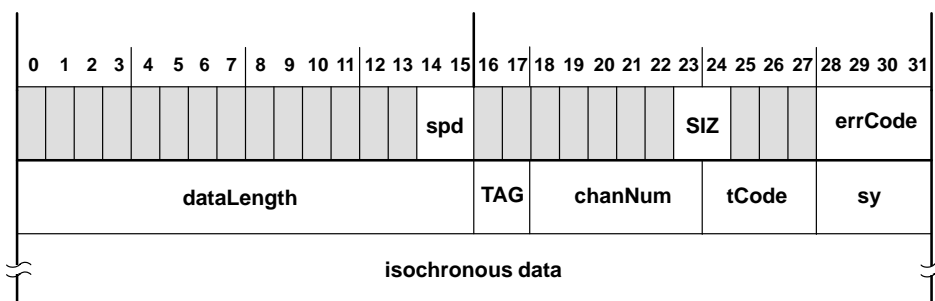 0 1 2 3 4 5 6 7 8 9 10 11 12 13 14 15 16 17 18 19 20 21 22 23 24 25 26 27 28 29 30 31
spd SIZ errCode
dataLength TAG chanNum tCode sy
isochronous data